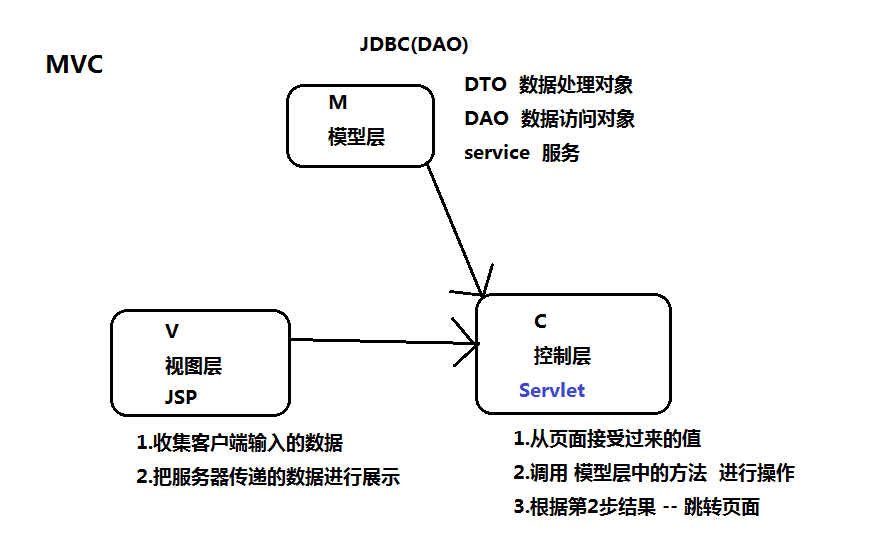 MVC
JDBC(DAO)
M
模型层
DTO 数据处理对象
DAO 数据访问对象
service 服务
V
视图层
JSP
1.收集客户端输入的数据
2.把服务器传递的数据进行展示
C
控制层
Servlet
1.从页面接受过来的值
2.调用 模型层中的方法 进行操作
3.根据第2步结果 -- 跳转页面